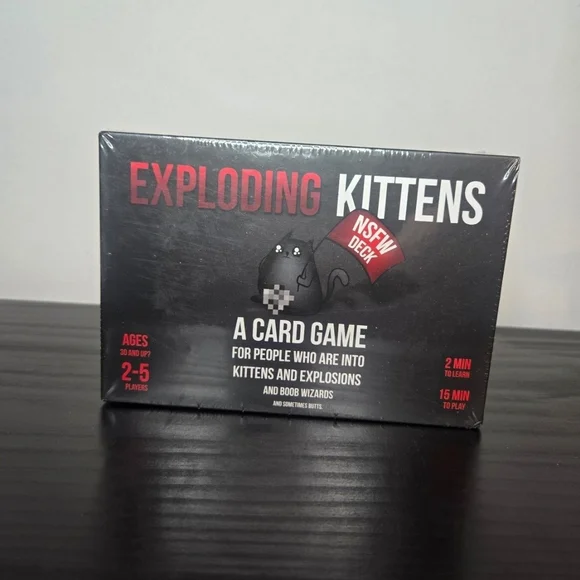 EXPLODING KITTENS
NSFW
DECK
A CARD GAME
FOR PEOPLE WHO ARE INTO
KITTENS AND EXPLOSIONS
AND BOOB WIZARDS
AND SOMETIMES BUTTS.
AGES
30 AND UP?
2-5
PLAYERS
2 MIN
TO LEARN
15 MIN
TO PLAY